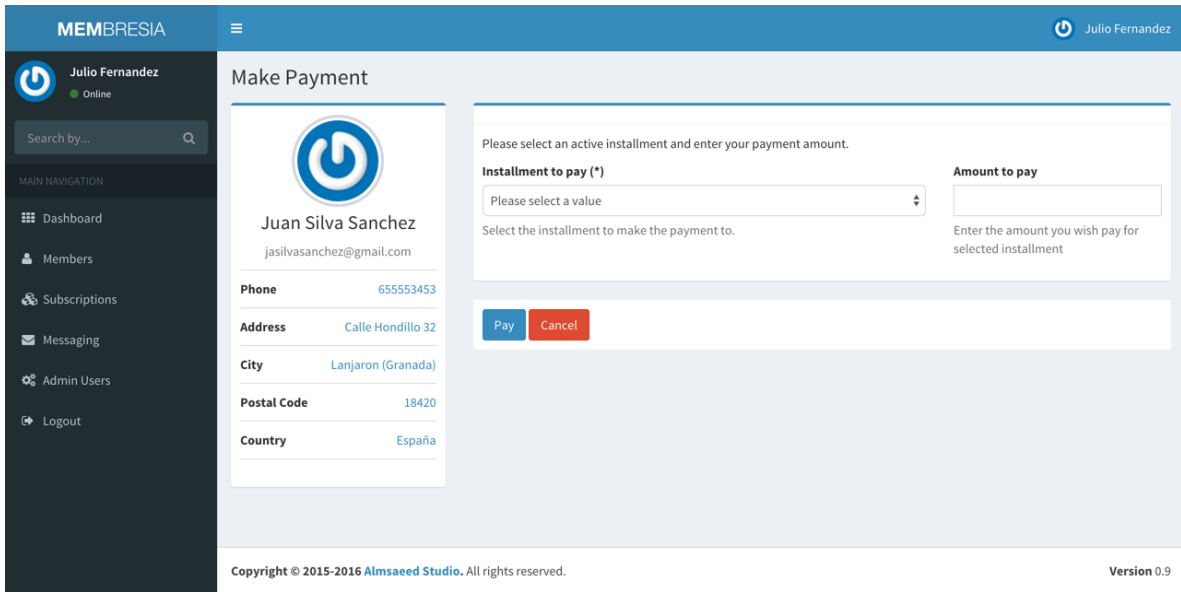 MEMBRESIA
Julio Fernandez
Julio Fernandez
Online
Search by...
MAIN NAVIGATION
Dashboard
Members
Subscriptions
Messaging
Admin Users
Logout
Make Payment
Juan Silva Sanchez
jasilvasanchez@gmail.com
Phone 655553453
Address Calle Hondillo 32
City Lanjaron (Granada)
Postal Code 18420
Country España
Please select an active installment and enter your payment amount.
Installment to pay (*)
Please select a value
Select the installment to make the payment to.
Amount to pay
Enter the amount you wish pay for
selected installment
Pay Cancel
Copyright © 2015-2016 Almsaeed Studio. All rights reserved.
Version 0.9